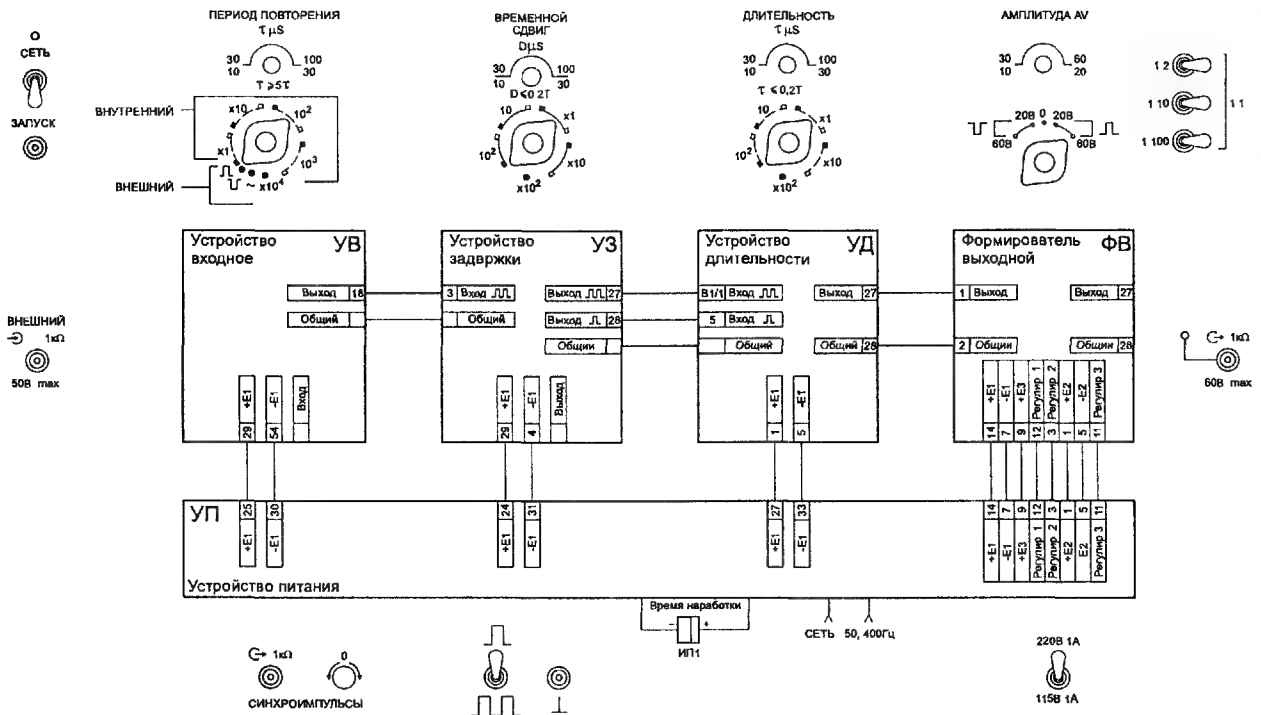 ПЕРИОД ПОВТОРЕНИЯ
τ μS
ВРЕМЕННОЙ
СДВИГ
DμS
ДЛИТЕЛЬНОСТЬ
τ μS
АМПЛИТУДА AV
О
СЕТЬ
ЗАПУСК
30 100
10 30
T ⩾5τ
30 100
10 30
D⩽0 2T
30 100
10 30
τ ⩽0,2T
30 60
10 20
1 2
1 10
1 100
1 1
ВНУТРЕННИЙ
ВНЕШНИЙ
x10 10²
x1 10³
~ x10⁴
10 x1
10² x10
x10²
10 x1
10² x10
x10²
20В 0 20В
60В 60В
Устройство УВ
входное
Выход 18
Общий
Устройство УЗ
задвржки
3 Вход Выход 27
Общий Выход 28
Общии
Устройство УД
длительности
В1/1 Вход Выход 27
5 Вход
Общий Общий 28
Формироввтель ФВ
выходной
1 Выход Выход 27
2 Общии Общий 28
ВНЕШНИЙ
1кΩ
50В max
1кΩ
60В max
+E1 -E1 Вход
29 54
+E1 -E1 Выход
29 4
+E1 -E1
1 5
+E1 -E1 +E3 Регулир 1 Регулир 2 +E2 -E2 Регулир 3
14 7 9 12 3 1 5 11
УП
25 30
+E1 -E1
24 31
+E1 -E1
27 33
+E1 -E1
14 7 9 12 3 1 5 11
+E1 -E1 +E3 Регулир 1 Регулир 2 +E2 E2 Регулир 3
Устройство питания
Время наработки
- +
ИП1
СЕТЬ 50, 400Гц
1кΩ 0
СИНХРОИМПУЛЬСЫ
220В 1А
115В 1А